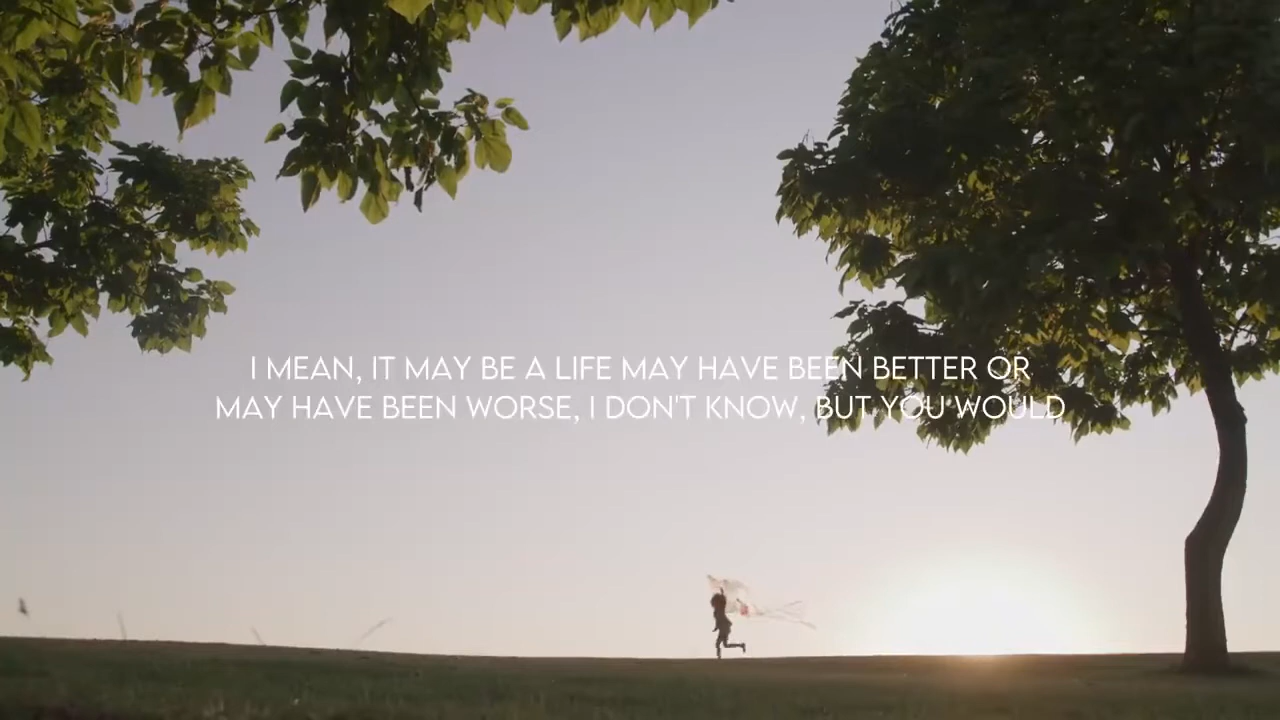 I MEAN, IT MAY BE A LIFE MAY HAVE BEEN BETTER OR
MAY HAVE BEEN WORSE, I DON'T KNOW, BUT YOU WOULD